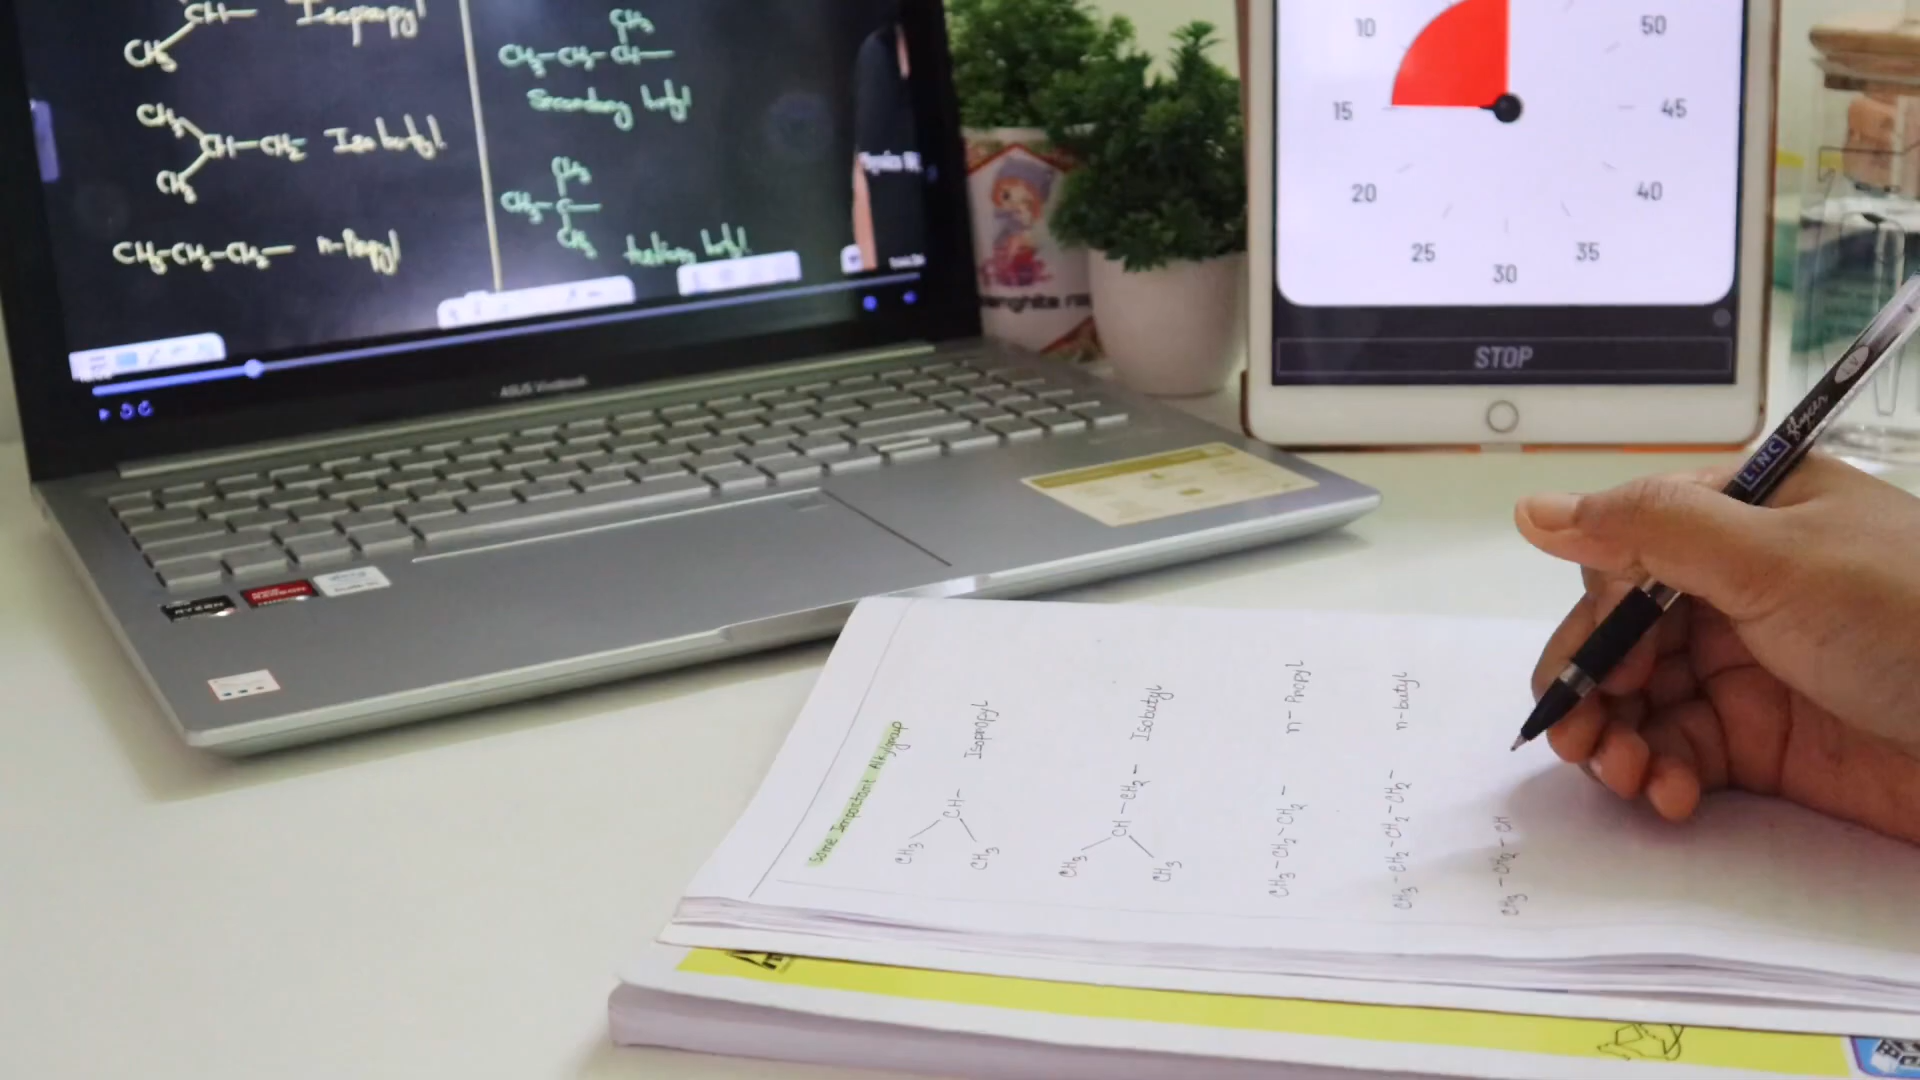 CH— Isopropyl
CH₃
CH₃
CH—CH₂ Isobutyl
CH₃
CH₃—CH₂—CH₂— n-Propyl
CH₃
CH₃—CH₂—CH—
Secondary butyl
CH₃
CH₃—C—
CH₃
butyl
ASUS VivoBook
RYZEN
RADEON
10
50
15
45
20
40
25
35
30
STOP
LINC
Some Important Alkylgroup
CH₃
CH—
CH₃
Isopropyl
CH₃
CH—CH₂—
CH₃
Isobutyl
CH₃—CH₂—CH₂— n-Propyl
CH₃—CH₂—CH₂—CH₂— n-butyl
CH₃—CH₂—CH